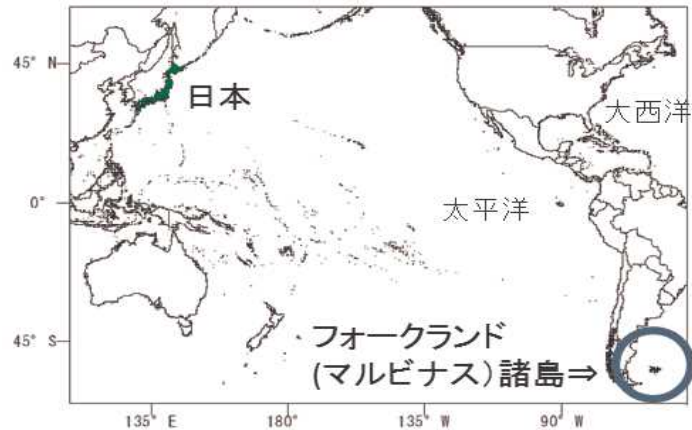 45° N
日本
大西洋
0°
太平洋
45° S
フォークランド
(マルビナス)諸島⇒
135° E
180°
135° W
90° W